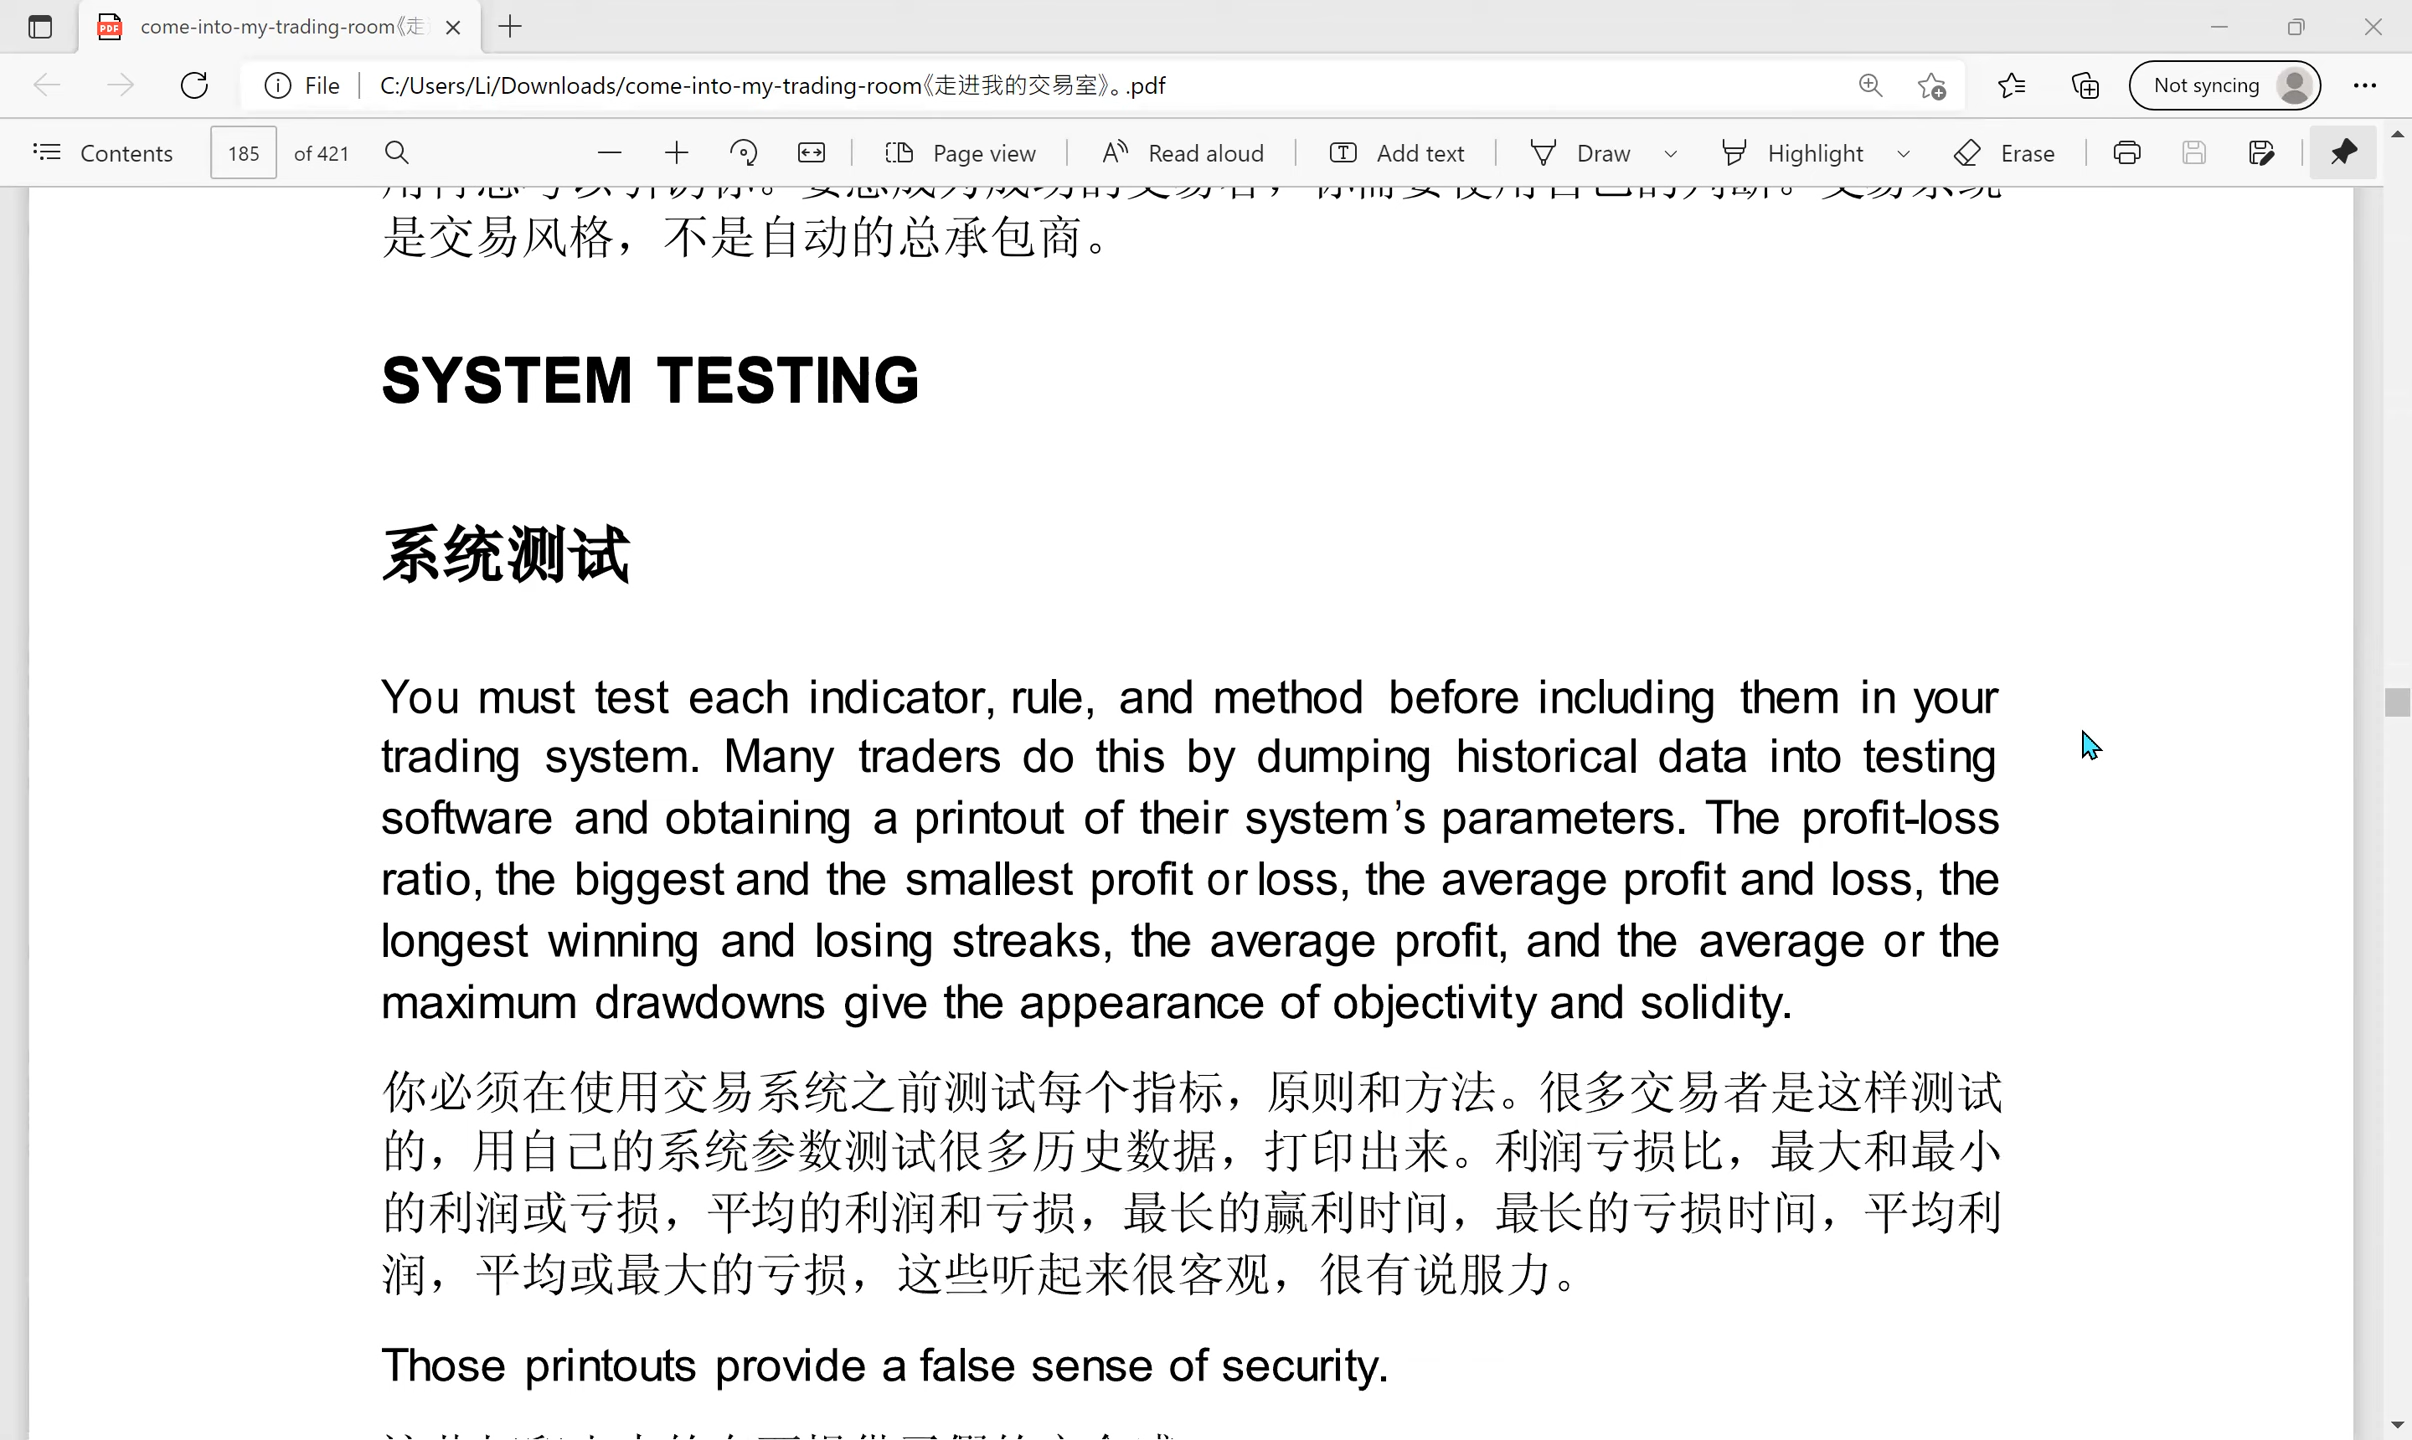 come-into-my-trading-room《走
File
C:/Users/Li/Downloads/come-into-my-trading-room《走进我的交易室》。.pdf
Not syncing
Contents
185
of 421
Page view
Read aloud
Add text
Draw
Highlight
Erase
是交易风格，不是自动的总承包商。
SYSTEM TESTING
系统测试
You must test each indicator, rule, and method before including them in your
trading system. Many traders do this by dumping historical data into testing
software and obtaining a printout of their system's parameters. The profit-loss
ratio, the biggest and the smallest profit or loss, the average profit and loss, the
longest winning and losing streaks, the average profit, and the average or the
maximum drawdowns give the appearance of objectivity and solidity.
你必须在使用交易系统之前测试每个指标，原则和方法。很多交易者是这样测试
的，用自己的系统参数测试很多历史数据，打印出来。利润亏损比，最大和最小
的利润或亏损，平均的利润和亏损，最长的赢利时间，最长的亏损时间，平均利
润，平均或最大的亏损，这些听起来很客观，很有说服力。
Those printouts provide a false sense of security.